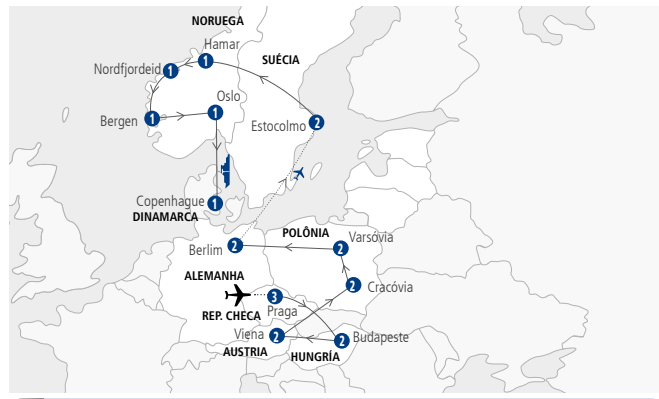 NORUEGA
Hamar
1
SUÉCIA
Nordfjordeid
1
Oslo
1
Bergen
1
Estocolmo
2
Copenhague
1
DINAMARCA
Berlim
2
POLÔNIA
Varsóvia
2
ALEMANHA
Cracóvia
2
3
REP. CHECA
Praga
Viena
2
Budapeste
2
AUSTRIA
HUNGRÍA